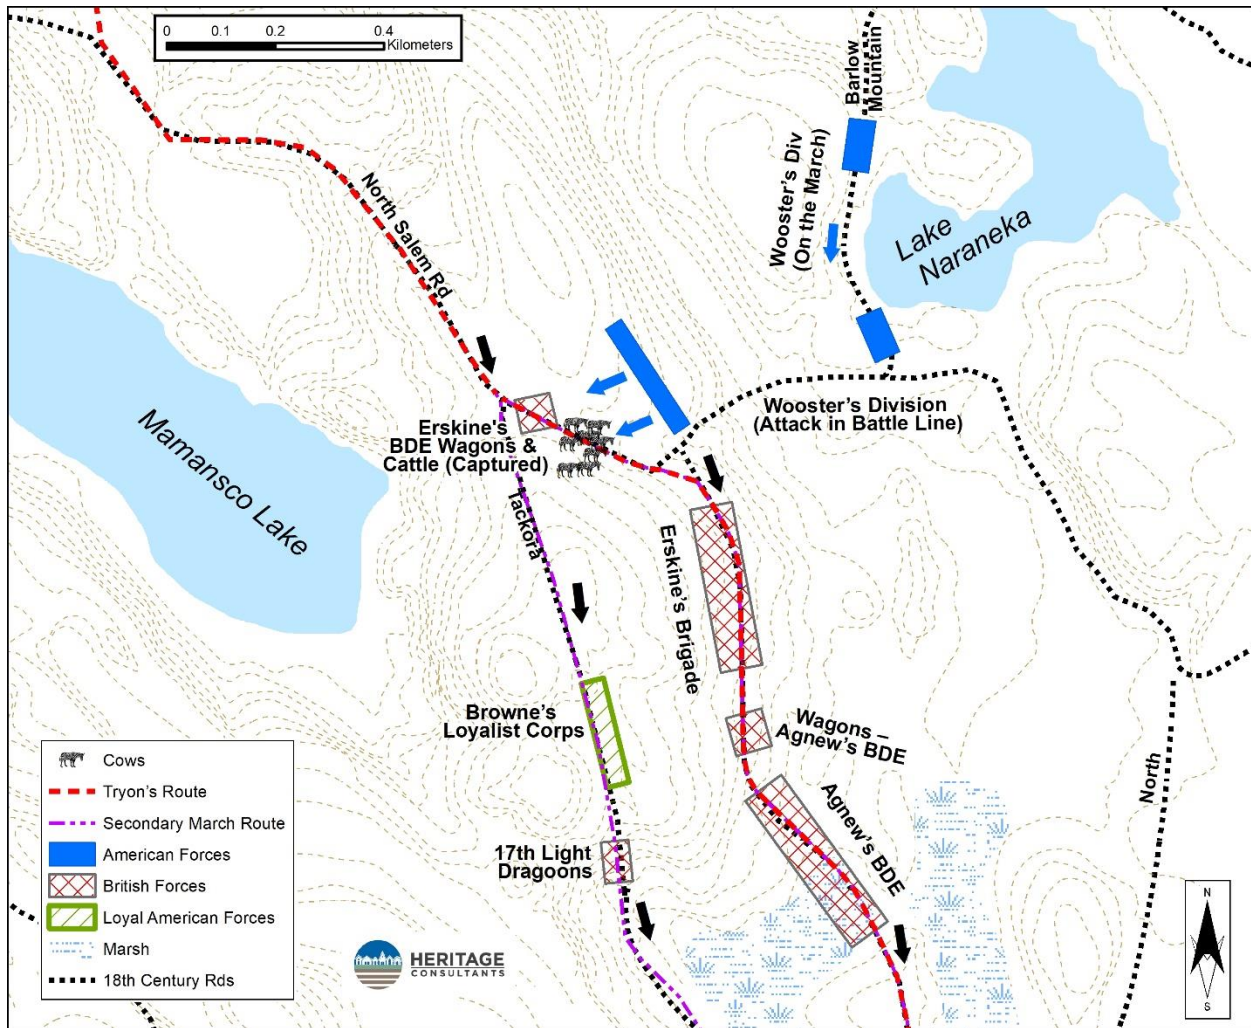 0 0.1 0.2 0.4
Kilometers
Barlow
Mountain
Wooster's Div
(On the March)
Lake
Naraneka
North Salem Rd
Wooster's Division
(Attack in Battle Line)
Erskine's
BDE Wagons &
Cattle (Captured)
Mamansco Lake
Tackora
Erskine's Brigade
Browne's
Loyalist Corps
Wagons –
Agnew's BDE
Agnew's BDE
North
17th Light
Dragoons
Cows
Tryon's Route
Secondary March Route
American Forces
British Forces
Loyal American Forces
Marsh
18th Century Rds
HERITAGE
CONSULTANTS
N
S